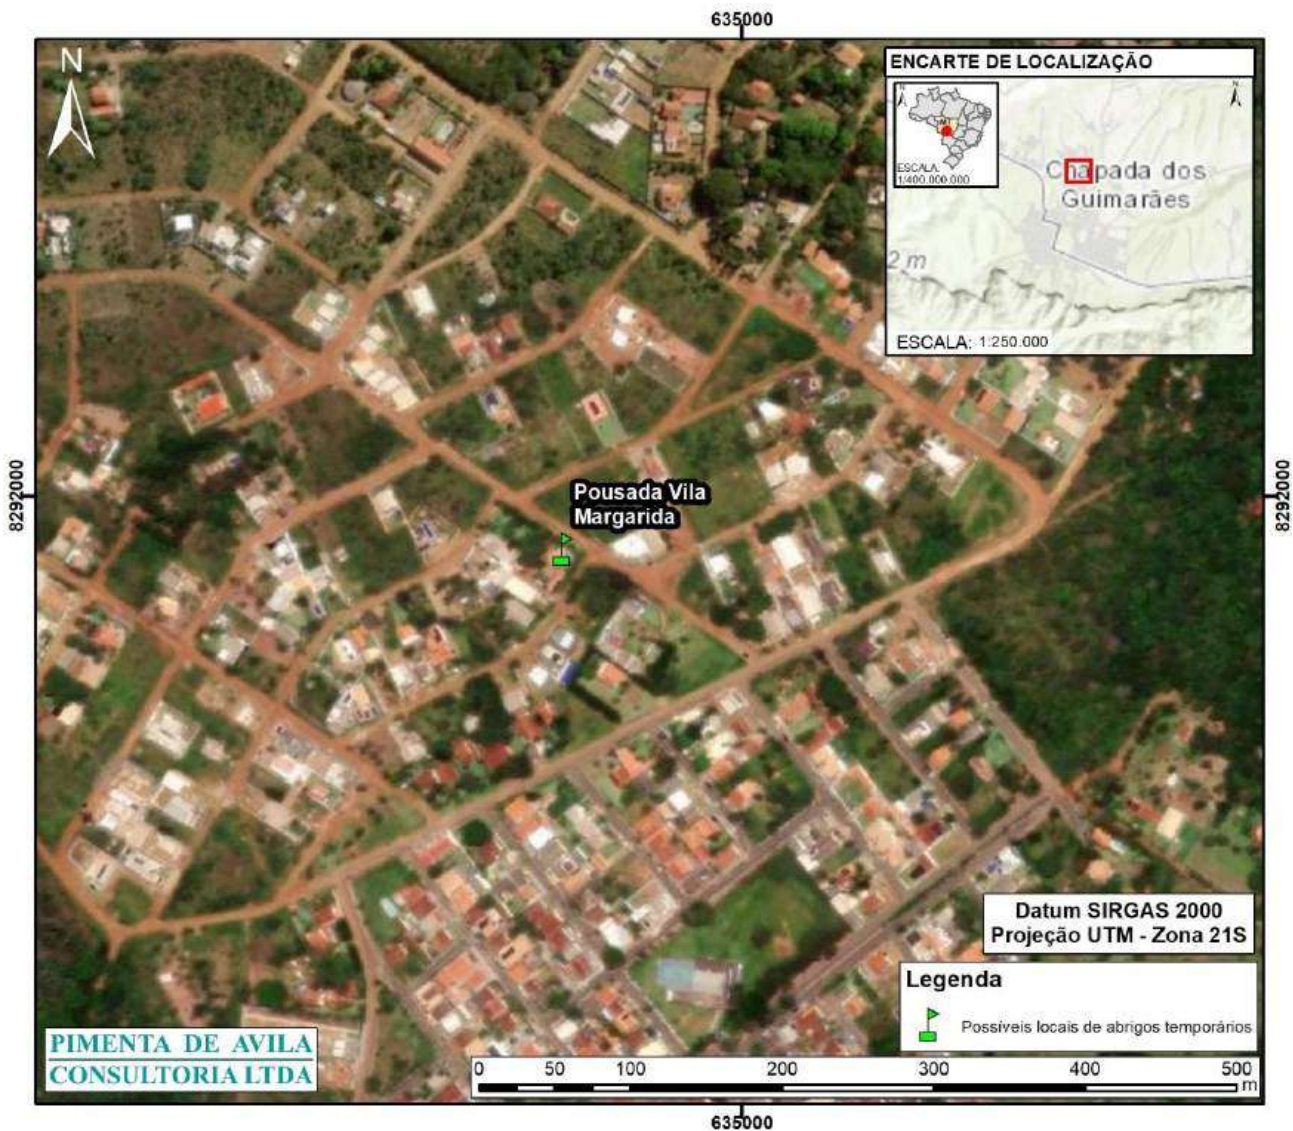 635000
N
ENCARTE DE LOCALIZAÇÃO
N
N
MT
ESCALA:
1/400.000.000
Chapada dos
Guimarães
2 m
ESCALA: 1:250.000
8292000
8292000
Pousada Vila
Margarida
Datum SIRGAS 2000
Projeção UTM - Zona 21S
Legenda
Possíveis locais de abrigos temporários
PIMENTA DE AVILA
CONSULTORIA LTDA
0 50 100 200 300 400 500
m
635000